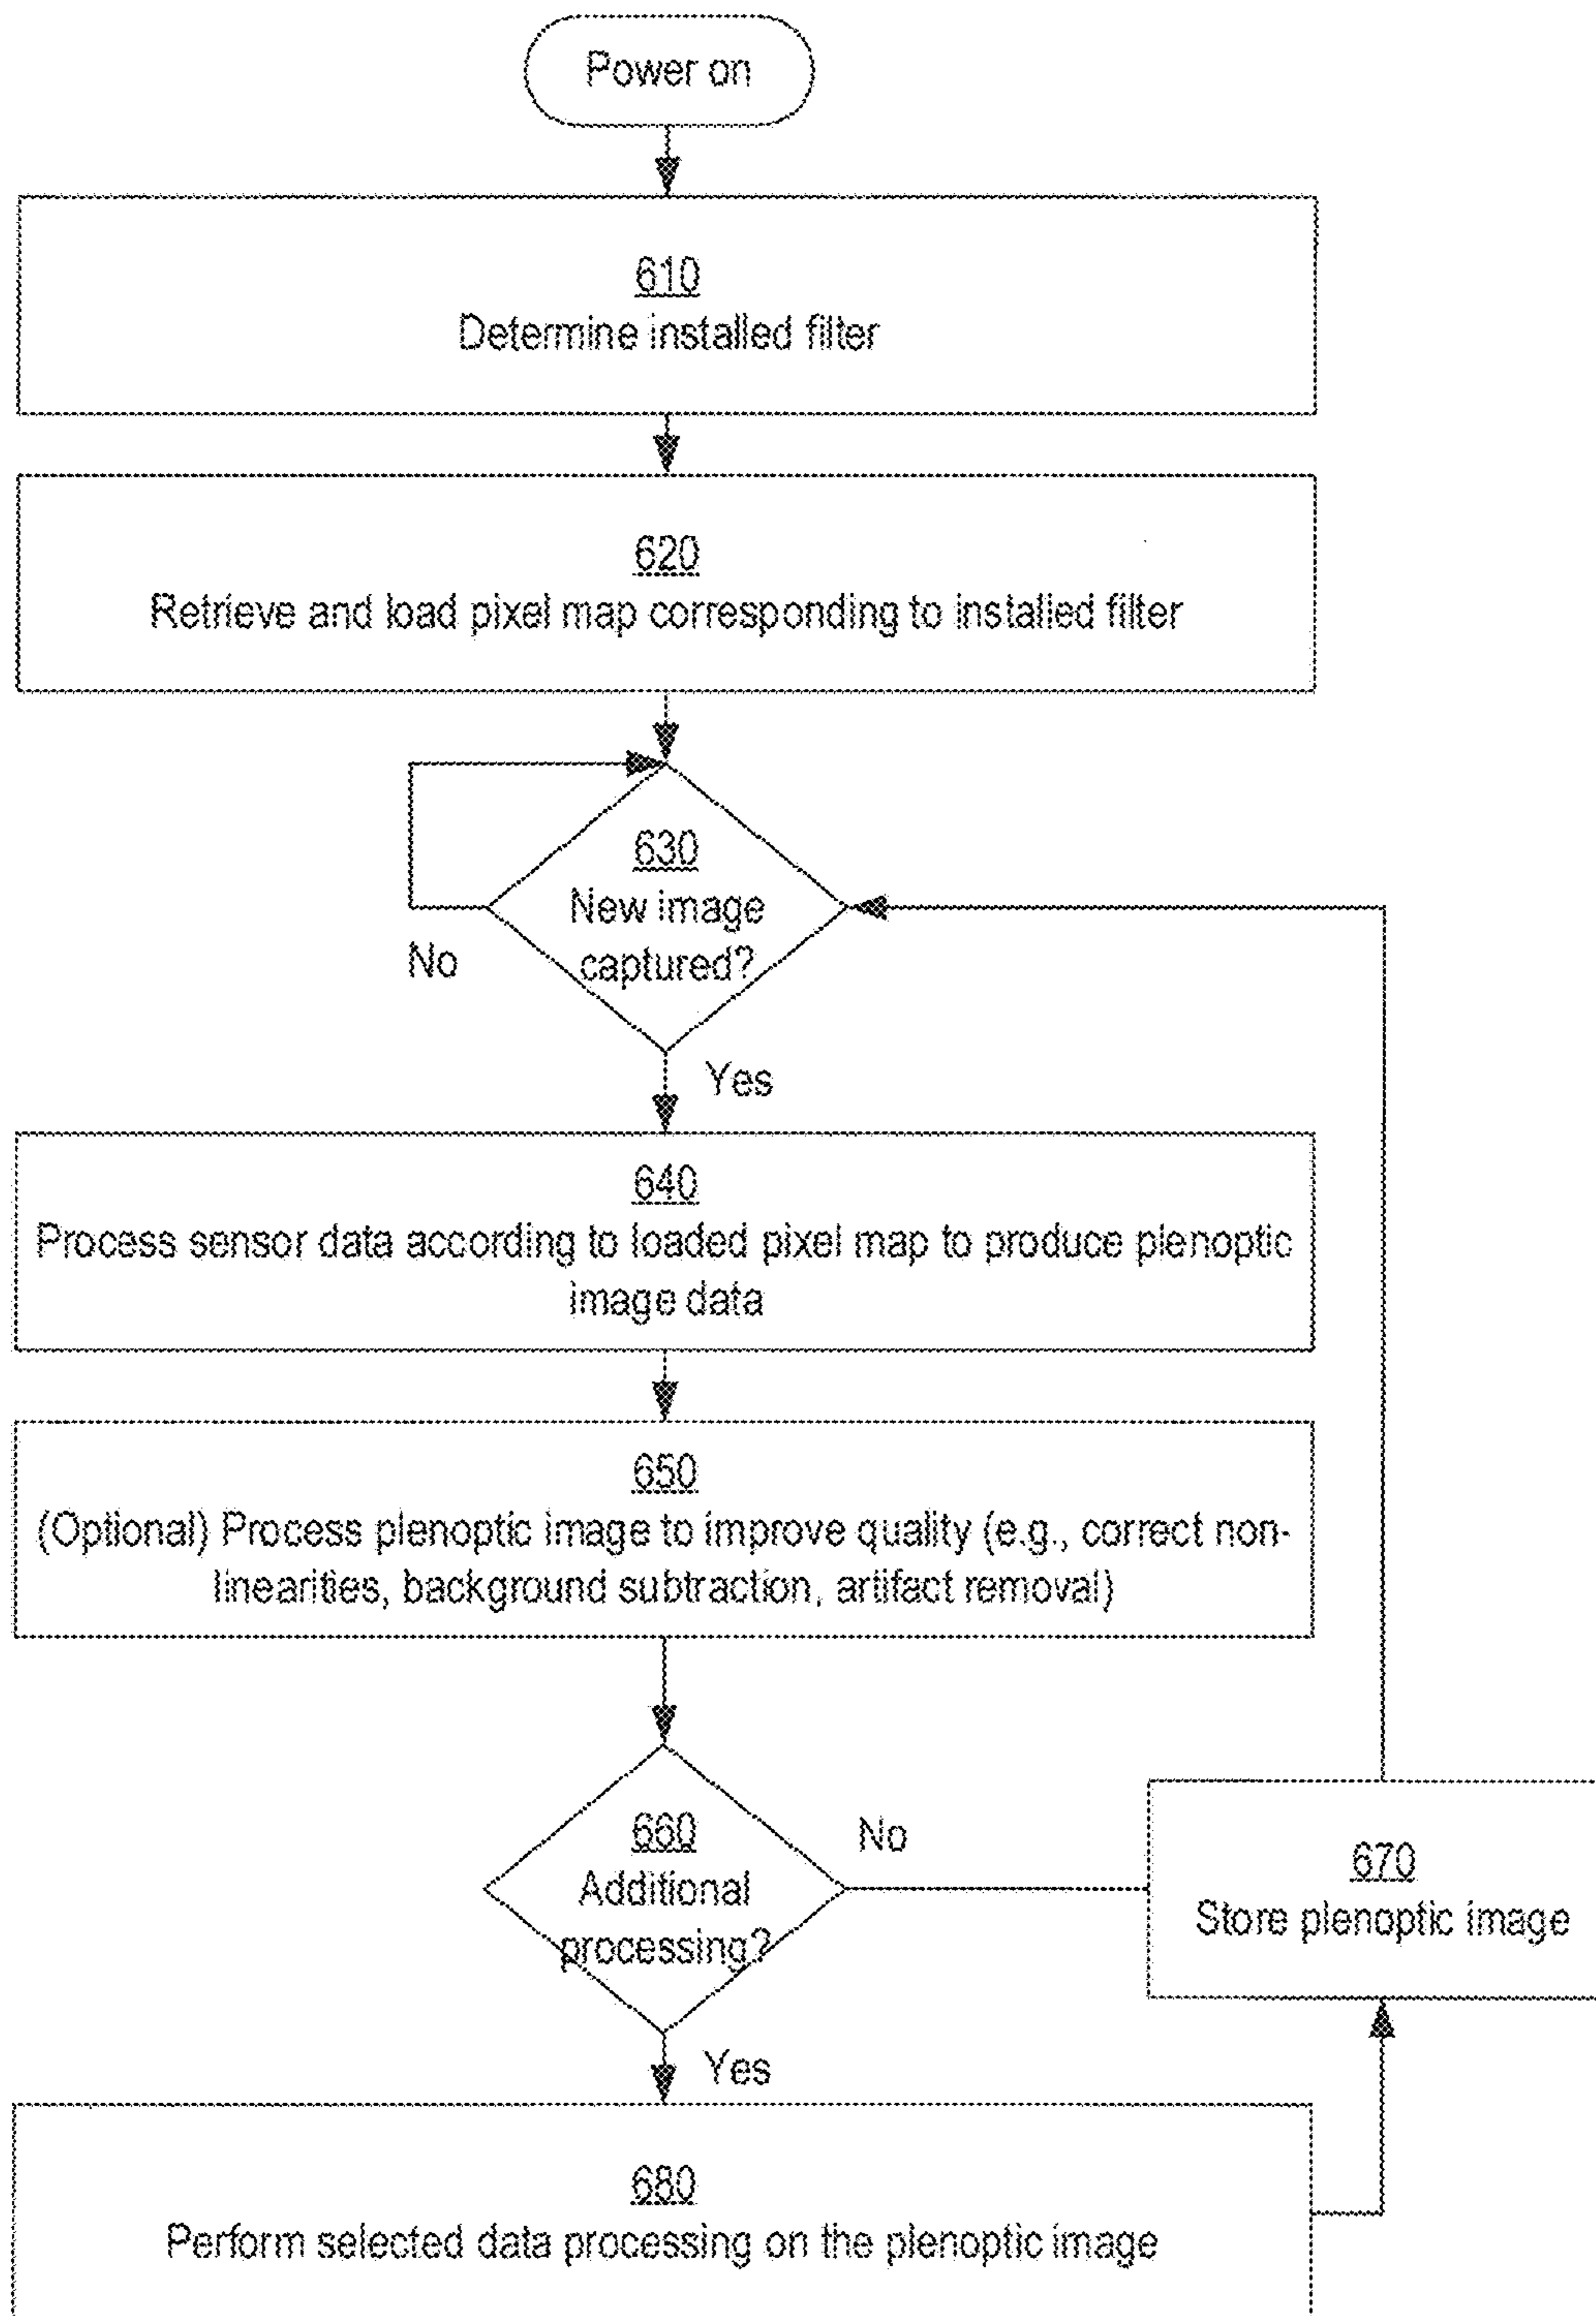 Power on
610
Determine installed filter
620
Retrieve and load pixel map corresponding to installed filter
630
New image
captured?
No
Yes
640
Process sensor data according to loaded pixel map to produce plenoptic
image data
650
(Optional) Process plenoptic image to improve quality (e.g., correct non-
linearities, background subtraction, artifact removal)
660
Additional
processing?
No
670
Store plenoptic image
Yes
680
Perform selected data processing on the plenoptic image